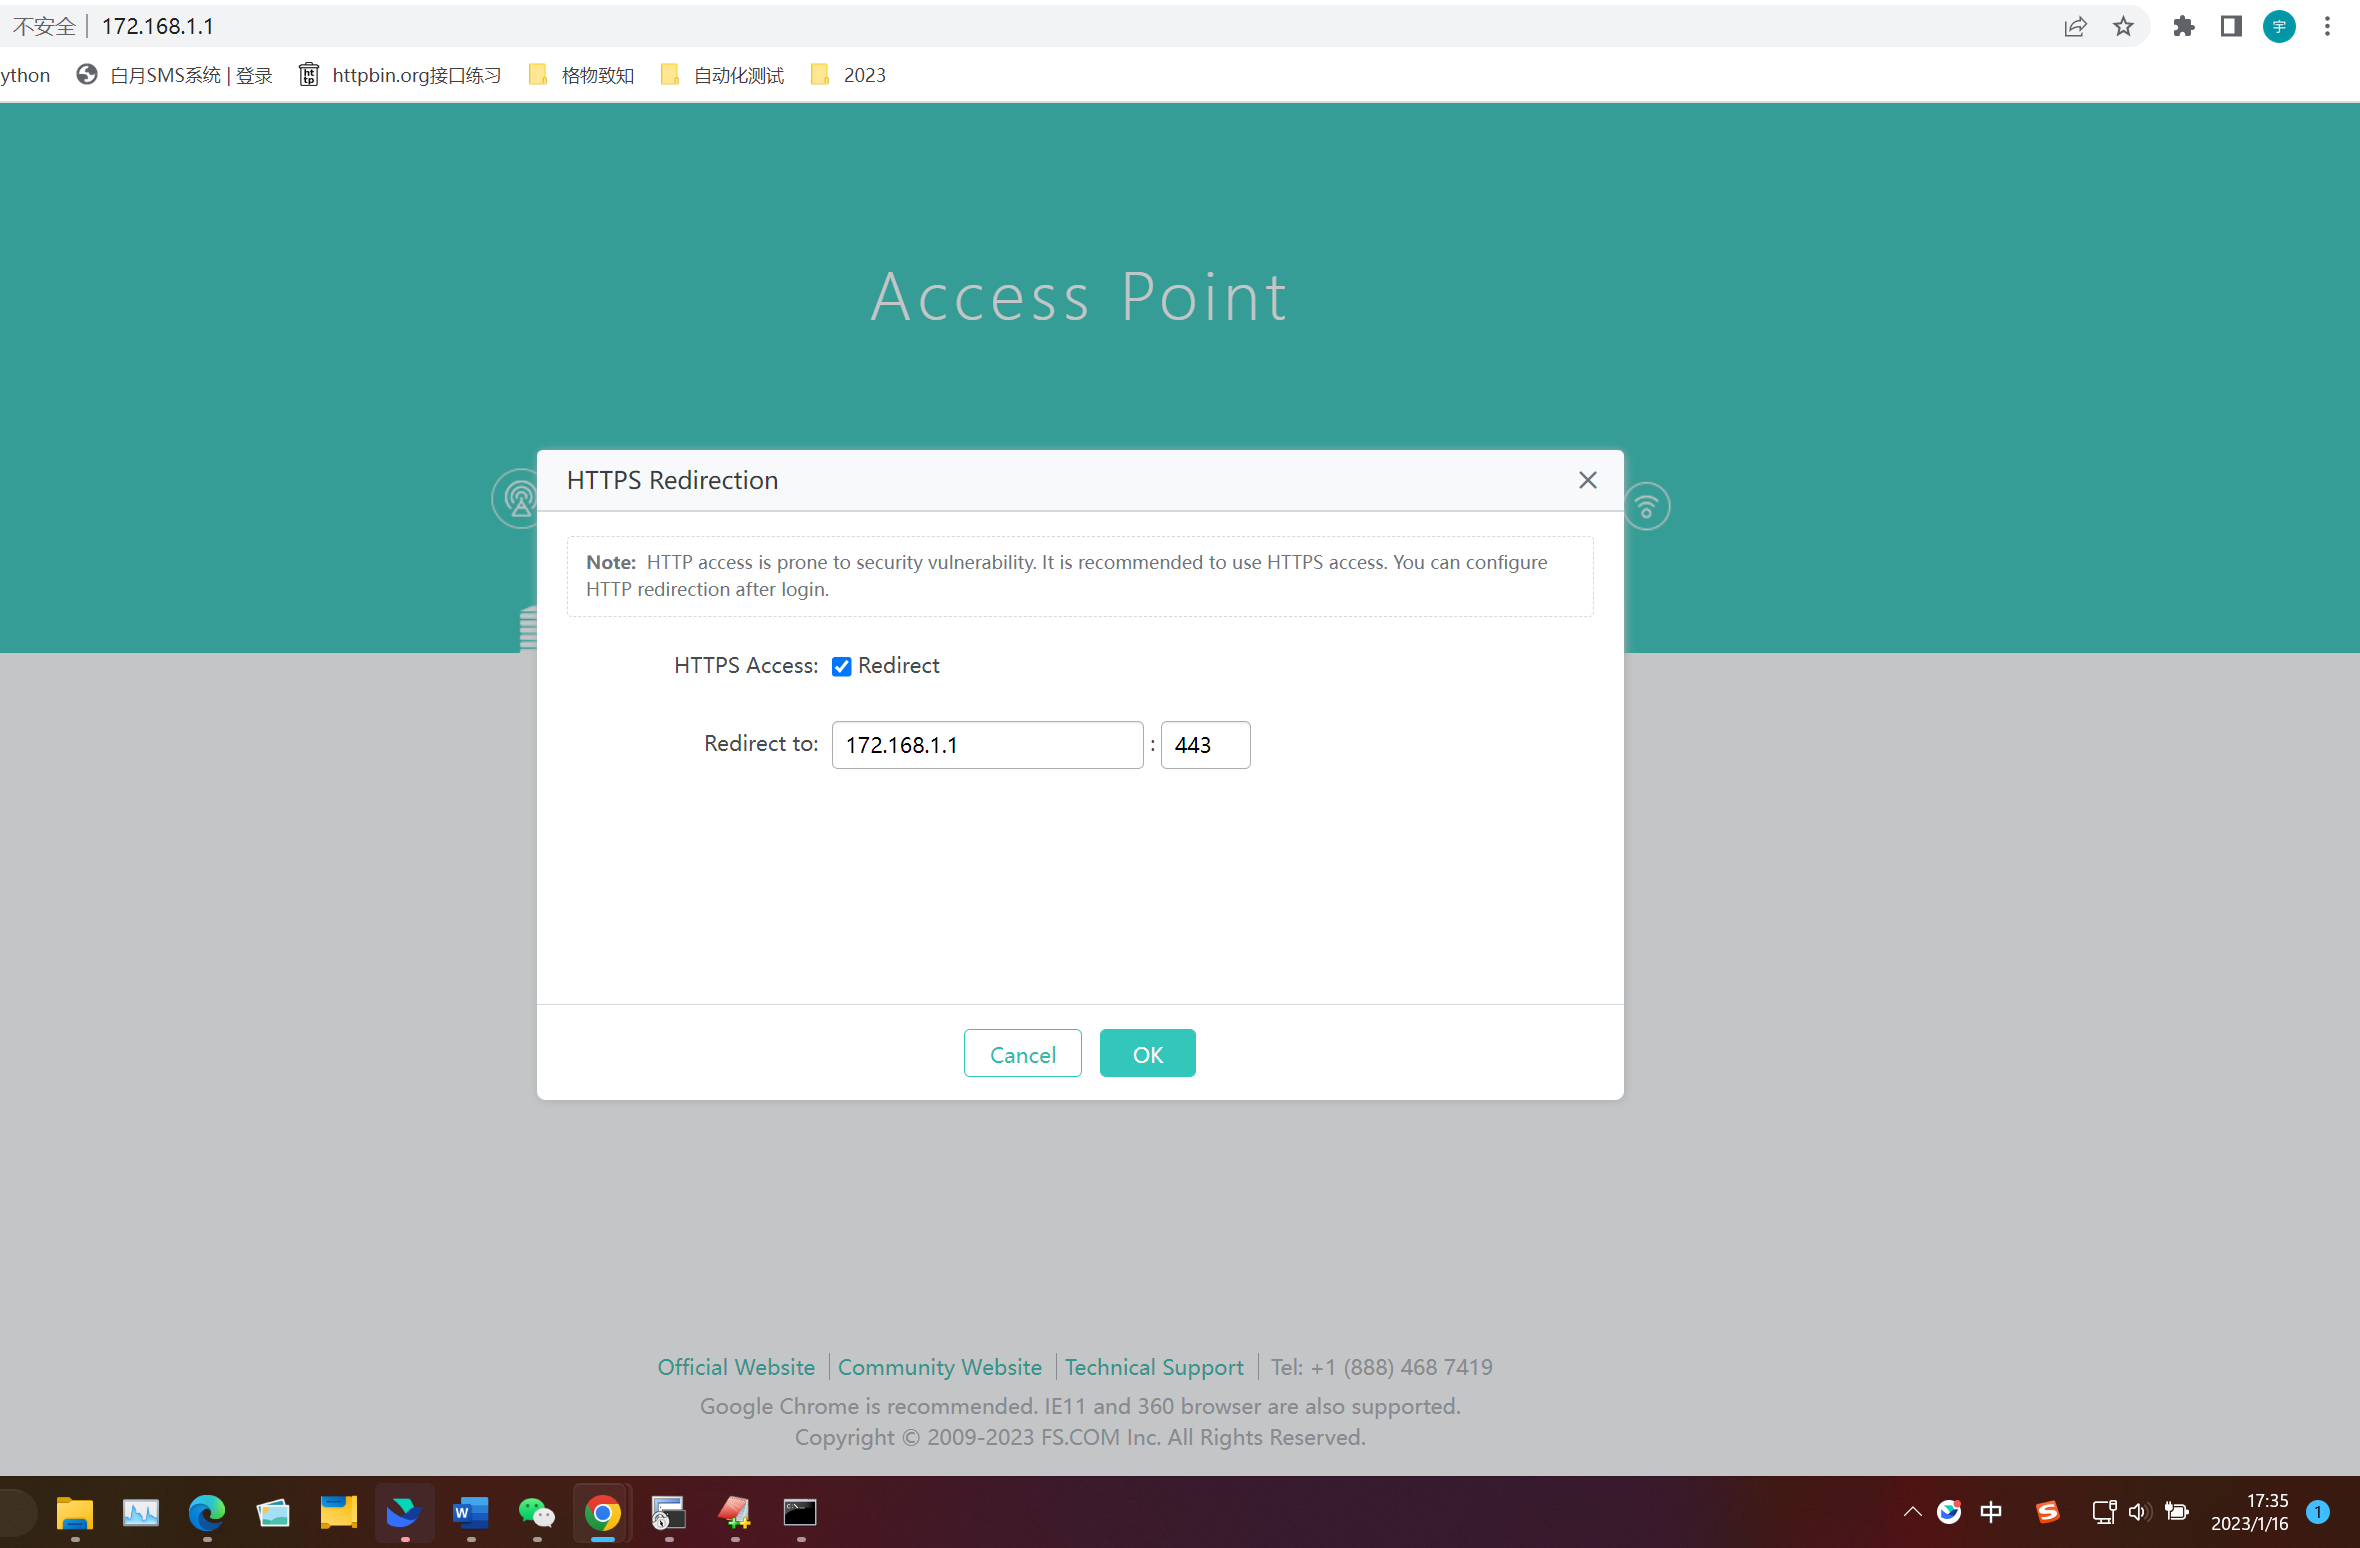 不安全 172.168.1.1
宇
ython 白月SMS系统 | 登录 http httpbin.org接口练习 格物致知 自动化测试 2023
Access Point
HTTPS Redirection
Note: HTTP access is prone to security vulnerability. It is recommended to use HTTPS access. You can configure
HTTP redirection after login.
HTTPS Access: Redirect
Redirect to: 172.168.1.1 : 443
Cancel OK
Official Website Community Website Technical Support Tel: +1 (888) 468 7419
Google Chrome is recommended. IE11 and 360 browser are also supported.
Copyright © 2009-2023 FS.COM Inc. All Rights Reserved.
W 中 S 17:35 1
2023/1/16